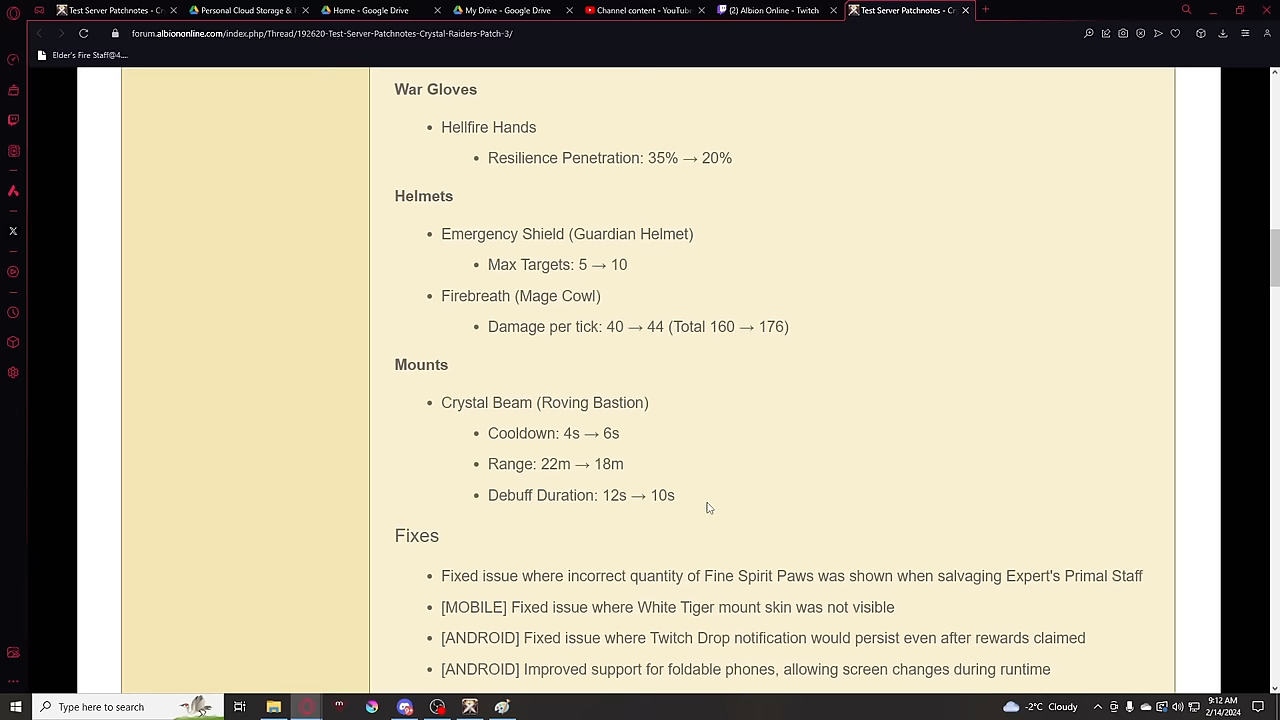 Test Server Patchnotes - Cr
Personal Cloud Storage &
Home - Google Drive
My Drive - Google Drive
Channel content - YouTube
(2) Albion Online - Twitch
Test Server Patchnotes - C
forum.albiononline.com/index.php/Thread/192620-Test-Server-Patchnotes-Crystal-Raiders-Patch-3/
Elder's Fire Staff@4....
War Gloves
• Hellfire Hands
• Resilience Penetration: 35% → 20%
Helmets
• Emergency Shield (Guardian Helmet)
• Max Targets: 5 → 10
• Firebreath (Mage Cowl)
• Damage per tick: 40 → 44 (Total 160 → 176)
Mounts
• Crystal Beam (Roving Bastion)
• Cooldown: 4s → 6s
• Range: 22m → 18m
• Debuff Duration: 12s → 10s
Fixes
• Fixed issue where incorrect quantity of Fine Spirit Paws was shown when salvaging Expert's Primal Staff
• [MOBILE] Fixed issue where White Tiger mount skin was not visible
• [ANDROID] Fixed issue where Twitch Drop notification would persist even after rewards claimed
• [ANDROID] Improved support for foldable phones, allowing screen changes during runtime
Type here to search
-2°C Cloudy
9:12 AM
2/14/2024